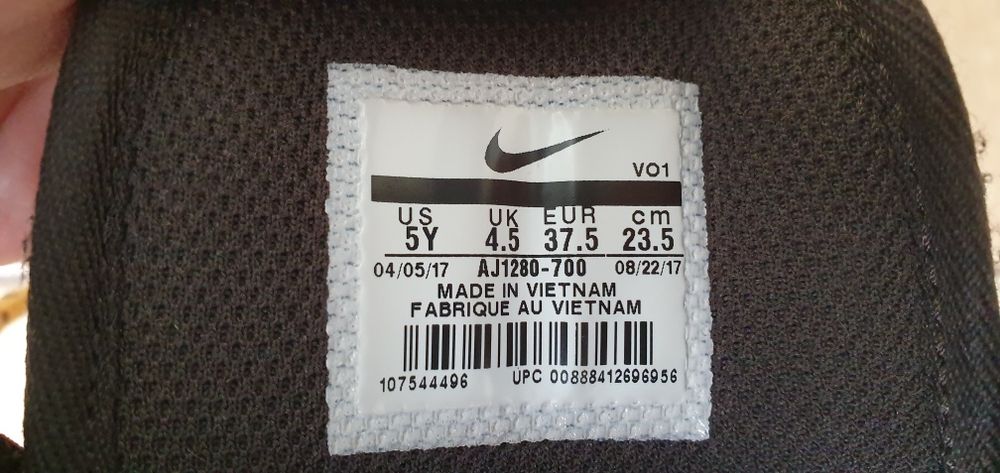 VO1
US UK EUR cm
5Y 4.5 37.5 23.5
04/05/17 AJ1280-700 08/22/17
MADE IN VIETNAM
FABRIQUE AU VIETNAM
107544496 UPC 00888412696956